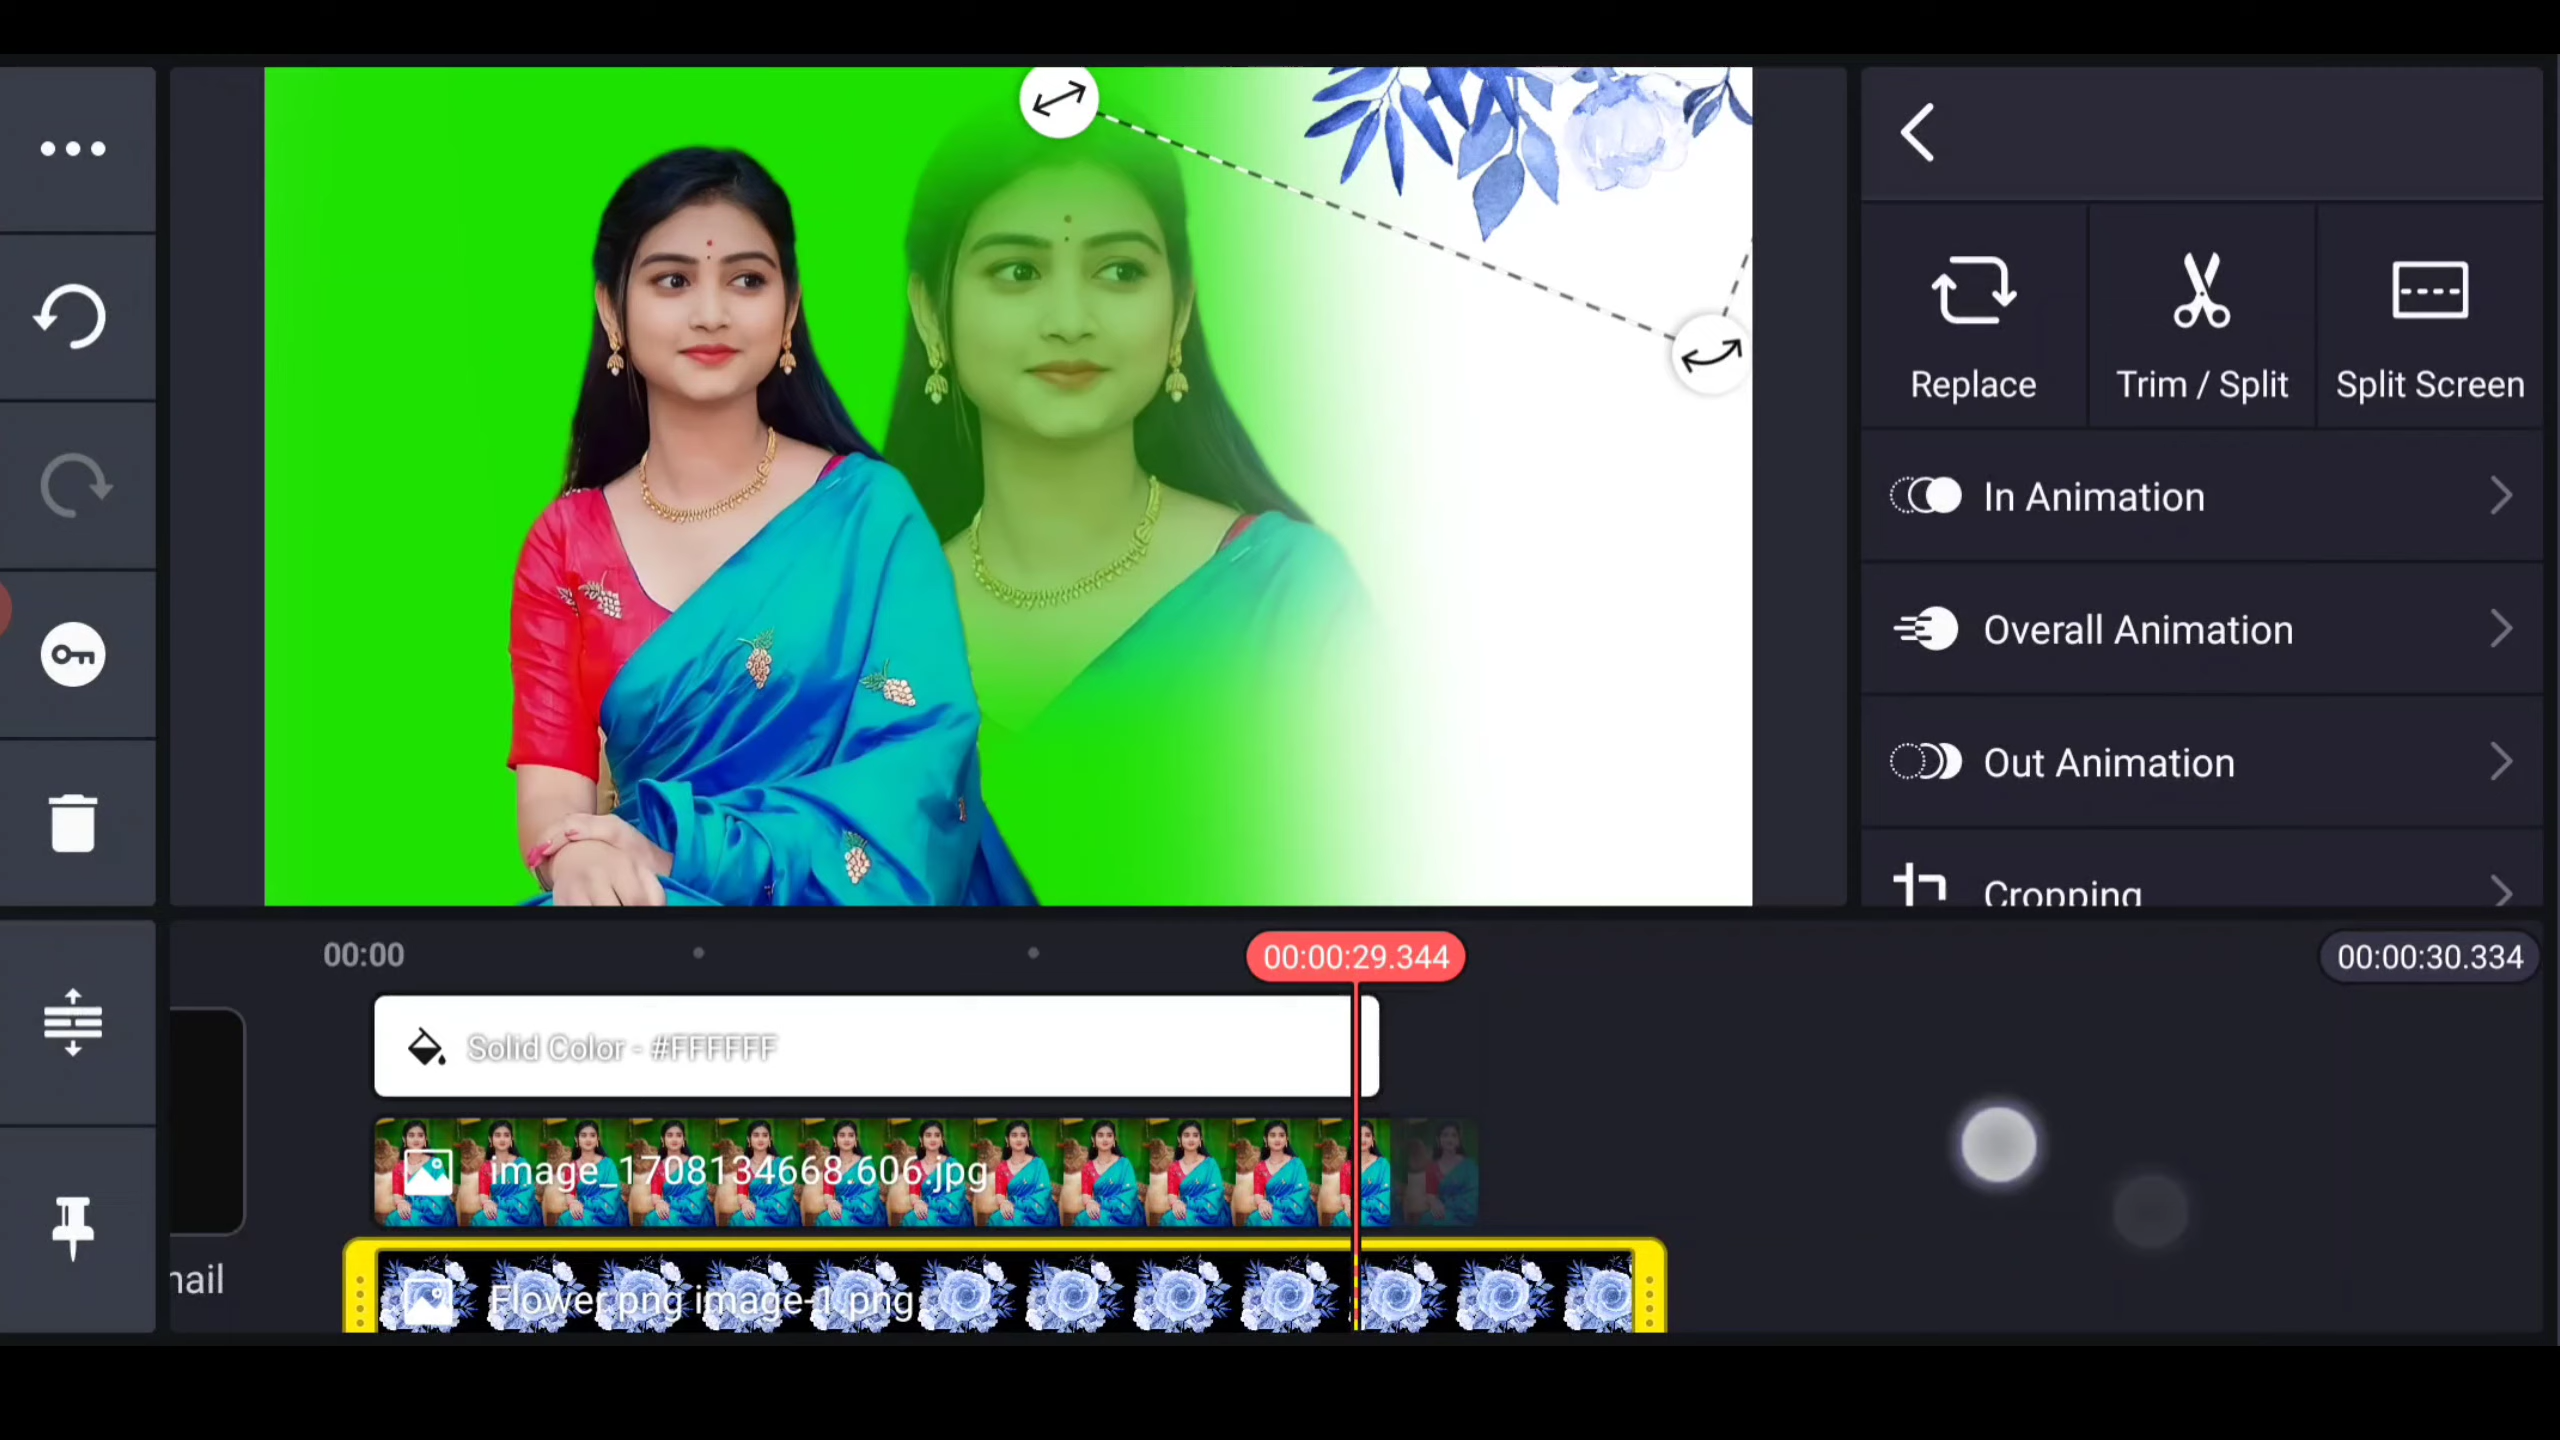 Replace
Trim / Split
Split Screen
In Animation
Overall Animation
Out Animation
Cropping
00:00
00:00:29.344
00:00:30.334
Solid Color - #FFFFFF
image_1708134668.606.jpg
nail
Flower png image-1.png